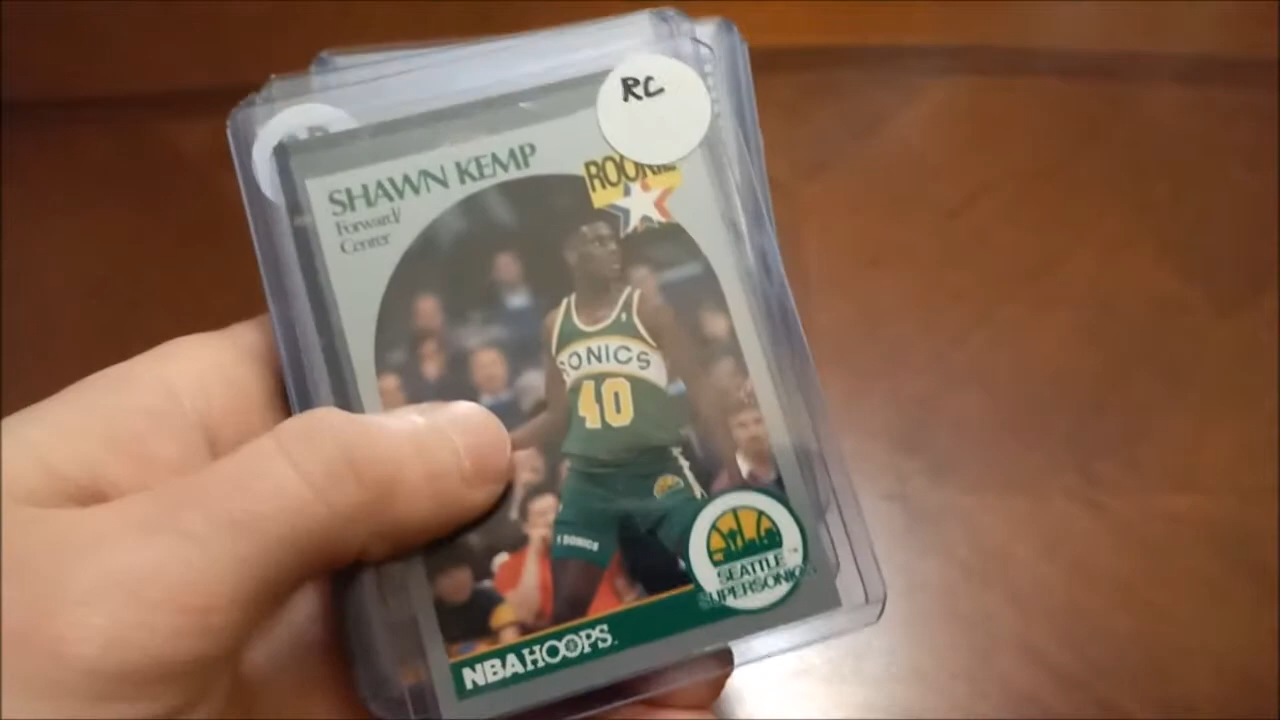 RC
SHAWN KEMP
ROOKIE
Forward/
Center
SONICS
40
SONICS
SEATTLE
SUPERSONICS
NBA HOOPS